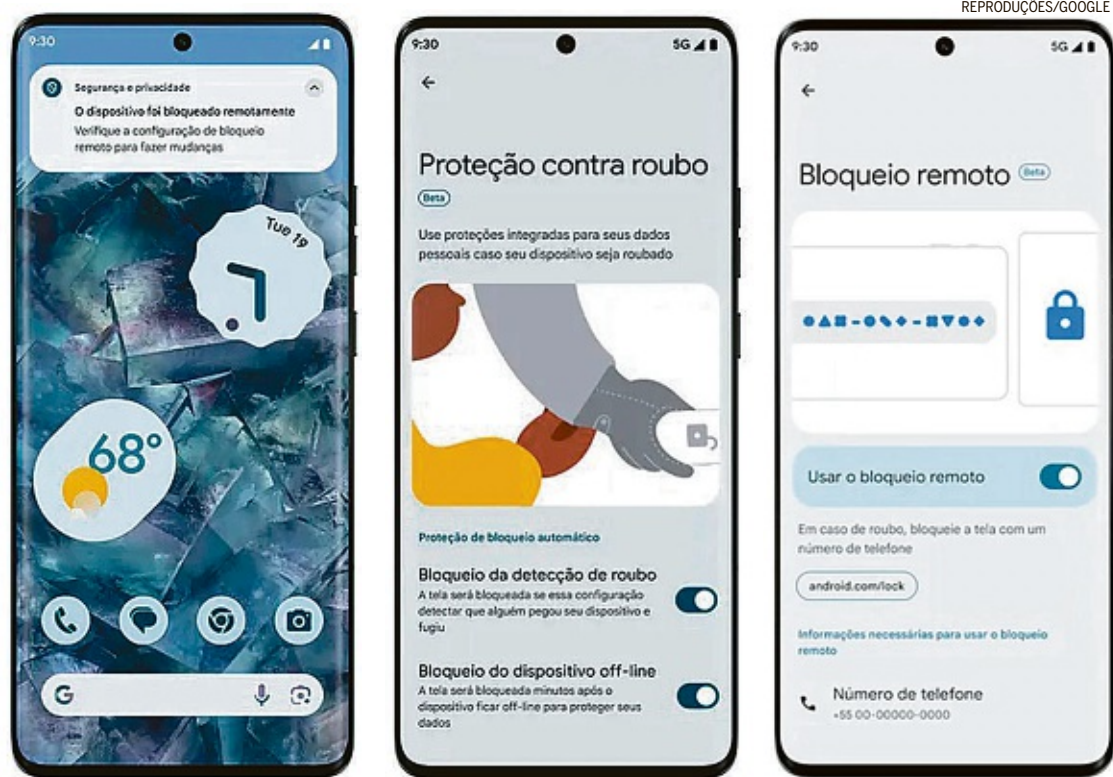 REPRODUÇÕES/GOOGLE
9:30
Segurança e privacidade
O dispositivo foi bloqueado remotamente
Verifique a configuração de bloqueio
remoto para fazer mudanças
Tue 19
68°
G
9:30
5G
Proteção contra roubo
Beta
Use proteções integradas para seus dados
pessoais caso seu dispositivo seja roubado
Proteção de bloqueio automático
Bloqueio da detecção de roubo
A tela será bloqueada se essa configuração
detectar que alguém pegou seu dispositivo e
fugiu
Bloqueio do dispositivo off-line
A tela será bloqueada minutos após o
dispositivo ficar off-line para proteger seus
dados
9:30
5G
Bloqueio remoto
Beta
Usar o bloqueio remoto
Em caso de roubo, bloqueie a tela com um
número de telefone
android.com/lock
Informações necessárias para usar o bloqueio
remoto
Número de telefone
+55 00-00000-0000